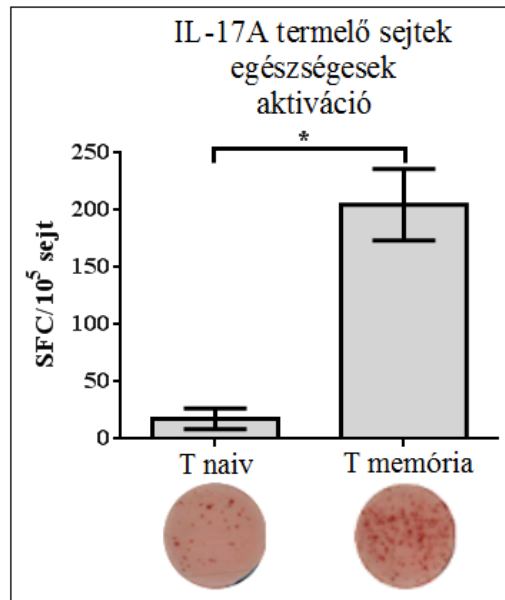 IL-17A termelő sejtek
egészségesek
aktiváció
*
250
200
150
100
50
0
SFC/10⁵ sejt
T naiv
T memória